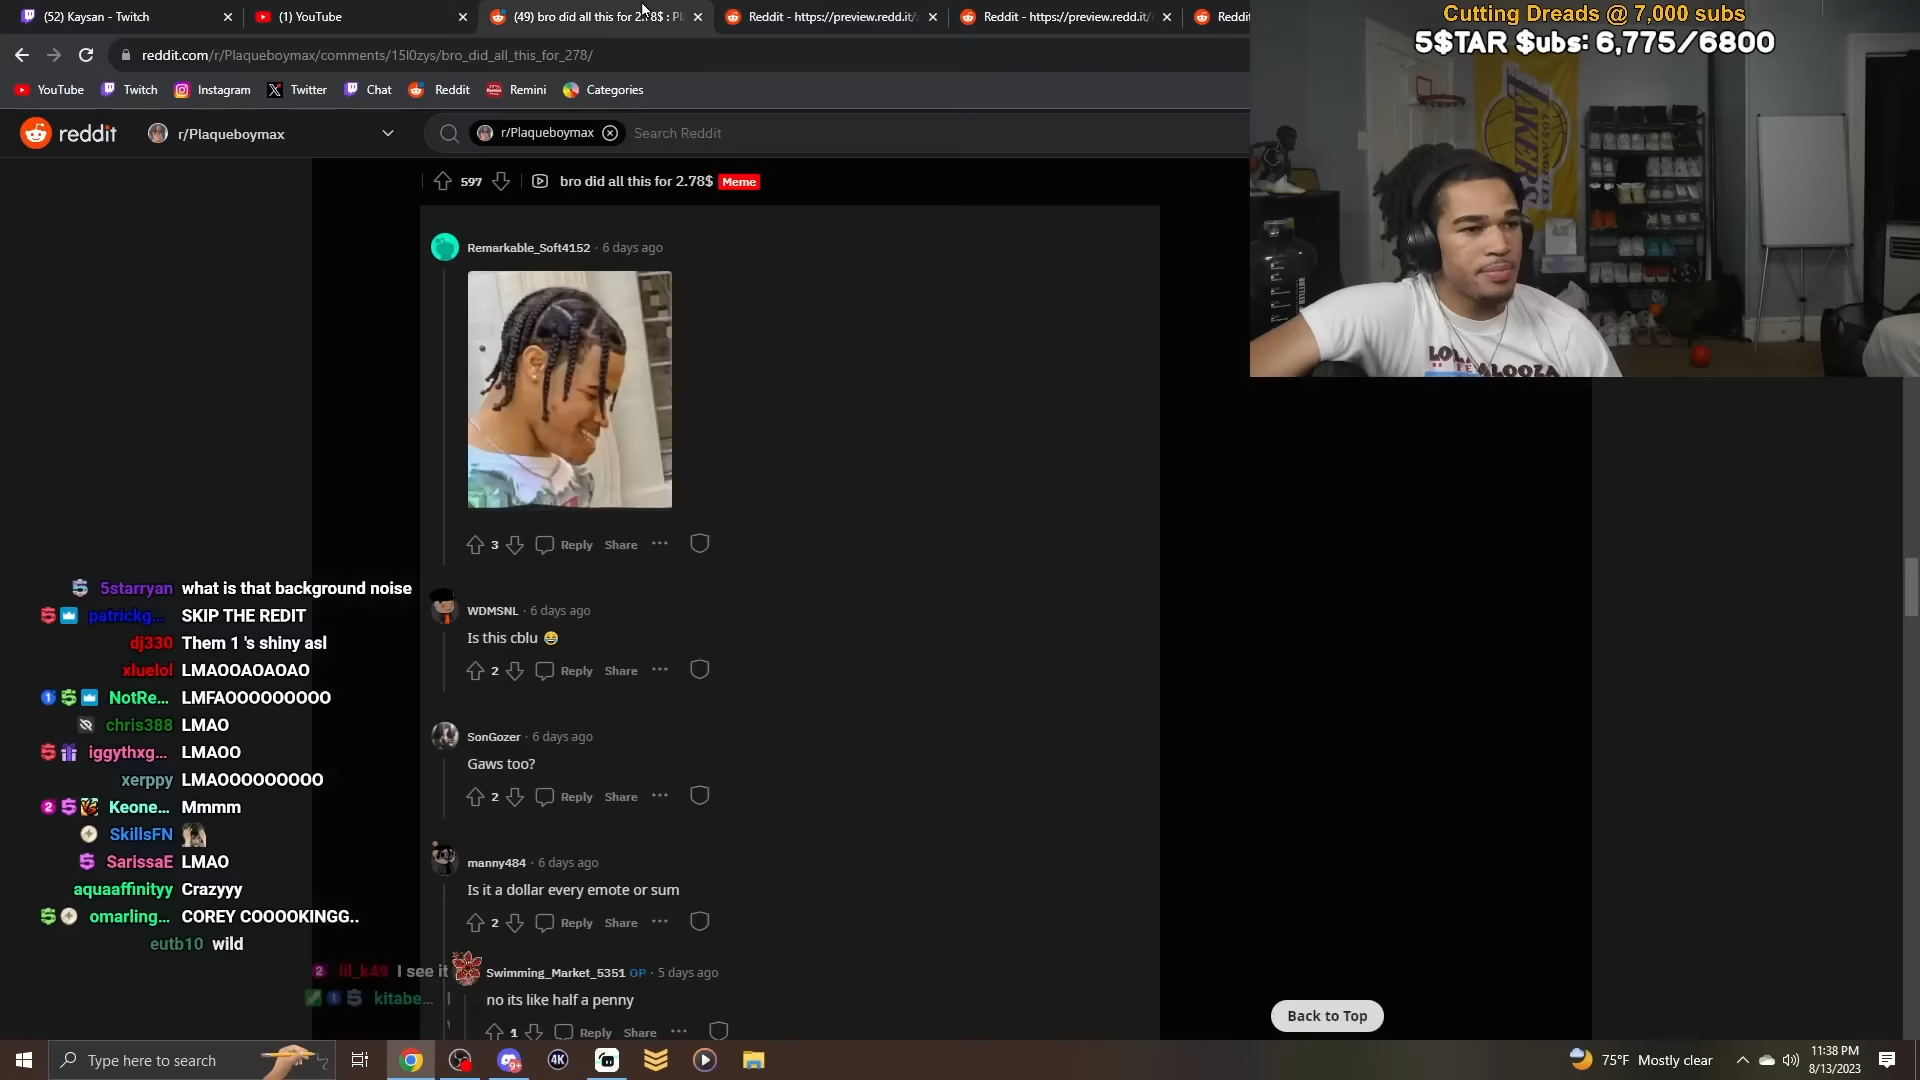 (52) Kaysan - Twitch
(1) YouTube
(49) bro did all this for 2.78$ : Pl
Reddit - https://preview.redd.it/
Reddit - https://preview.redd.it/
Reddit
Cutting Dreads @ 7,000 subs
5$TAR $ubs: 6,775/6800
reddit.com/r/Plaqueboymax/comments/15l0zys/bro_did_all_this_for_278/
YouTube
Twitch
Instagram
Twitter
Chat
Reddit
Remini
Categories
reddit
r/Plaqueboymax
r/Plaqueboymax
Search Reddit
597
bro did all this for 2.78$
Meme
LAKERS
Remarkable_Soft4152 · 6 days ago
3
Reply
Share
WDMSNL · 6 days ago
Is this cblu 😂
2
Reply
Share
SonGozer · 6 days ago
Gaws too?
2
Reply
Share
manny484 · 6 days ago
Is it a dollar every emote or sum
2
Reply
Share
Swimming_Market_5351 OP · 5 days ago
no its like half a penny
1
Reply
Share
5starryan what is that background noise
patrickg... SKIP THE REDIT
dj330 Them 1 's shiny asl
xluelol LMAOOAOAOAO
NotRe... LMFAOOOOOOOOO
chris388 LMAO
iggythxg... LMAOO
xerppy LMAOOOOOOOOO
Keone... Mmmm
SkillsFN
SarissaE LMAO
aquaaffinityy Crazyyy
omarling... COREY COOOOKINGG..
eutb10 wild
lil_k49 I see it
kitabe...
Back to Top
Type here to search
9+
4K
75°F Mostly clear
11:38 PM
8/13/2023